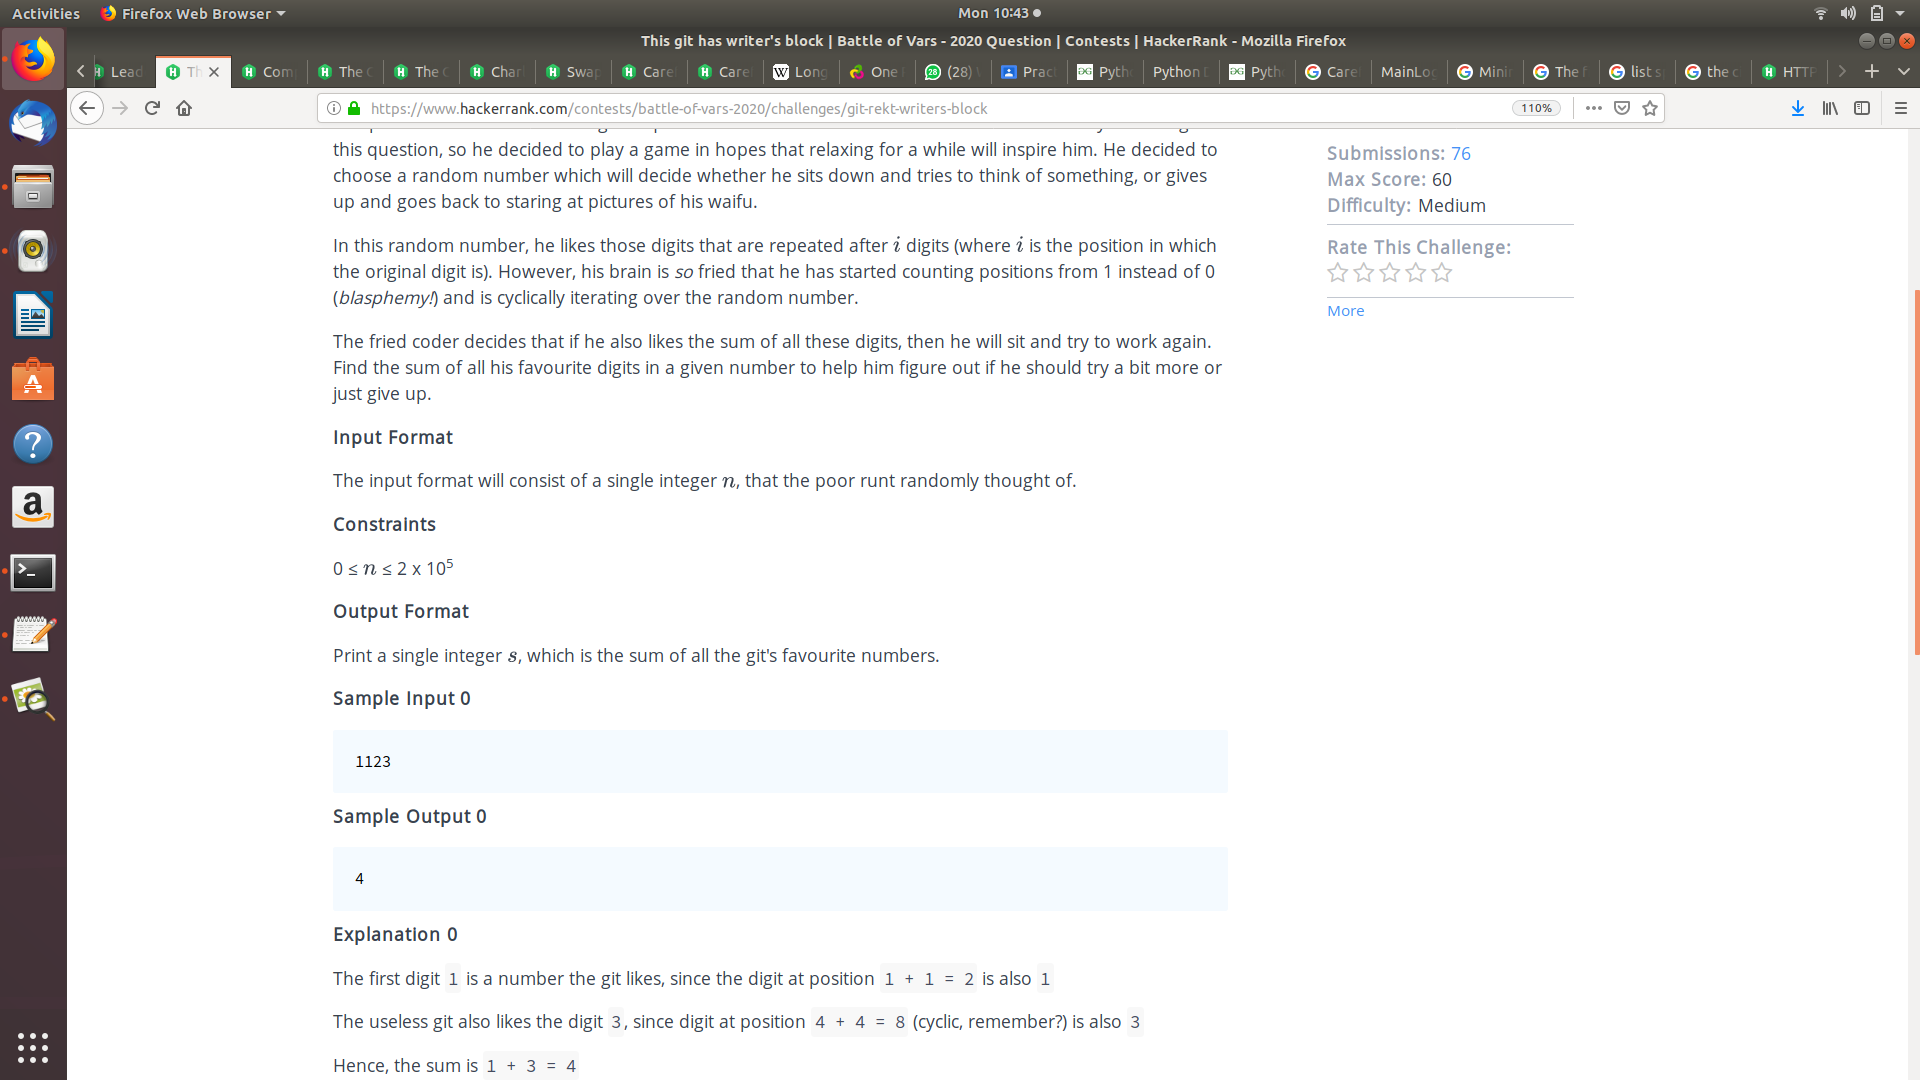 Activities Firefox Web Browser Mon 10:43
This git has writer's block | Battle of Vars - 2020 Question | Contests | HackerRank - Mozilla Firefox
Lead Th Com The C The C Char Swap Care Care Long One (28) Prac Pyth Python Pyth Care MainLo Minin The f list s the c HTTP
https://www.hackerrank.com/contests/battle-of-vars-2020/challenges/git-rekt-writers-block 110%
this question, so he decided to play a game in hopes that relaxing for a while will inspire him. He decided to
choose a random number which will decide whether he sits down and tries to think of something, or gives
up and goes back to staring at pictures of his waifu.
In this random number, he likes those digits that are repeated after i digits (where i is the position in which
the original digit is). However, his brain is so fried that he has started counting positions from 1 instead of 0
(blasphemy!) and is cyclically iterating over the random number.
The fried coder decides that if he also likes the sum of all these digits, then he will sit and try to work again.
Find the sum of all his favourite digits in a given number to help him figure out if he should try a bit more or
just give up.
Input Format
The input format will consist of a single integer n, that the poor runt randomly thought of.
Constraints
0 ≤ n ≤ 2 x 10⁵
Output Format
Print a single integer s, which is the sum of all the git's favourite numbers.
Sample Input 0
1123
Sample Output 0
4
Explanation 0
The first digit 1 is a number the git likes, since the digit at position 1 + 1 = 2 is also 1
The useless git also likes the digit 3, since digit at position 4 + 4 = 8 (cyclic, remember?) is also 3
Hence, the sum is 1 + 3 = 4
Submissions: 76
Max Score: 60
Difficulty: Medium
Rate This Challenge:
More